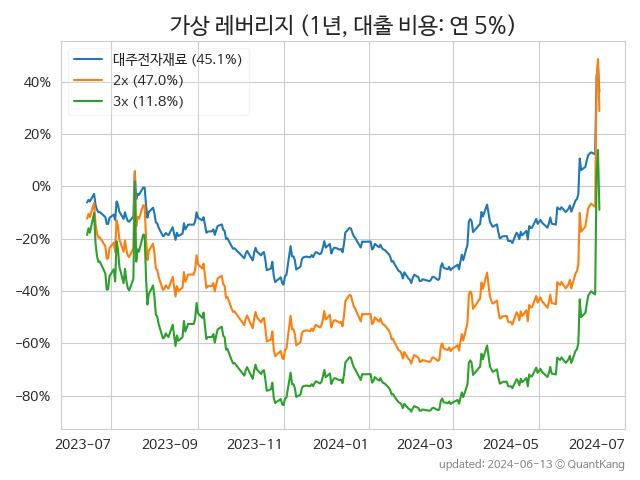 가상 레버리지 (1년, 대출 비용: 연 5%)
대주전자재료 (45.1%)
2x (47.0%)
3x (11.8%)
40%
20%
0%
−20%
−40%
−60%
−80%
2023-07 2023-09 2023-11 2024-01 2024-03 2024-05 2024-07
updated: 2024-06-13 © QuantKang